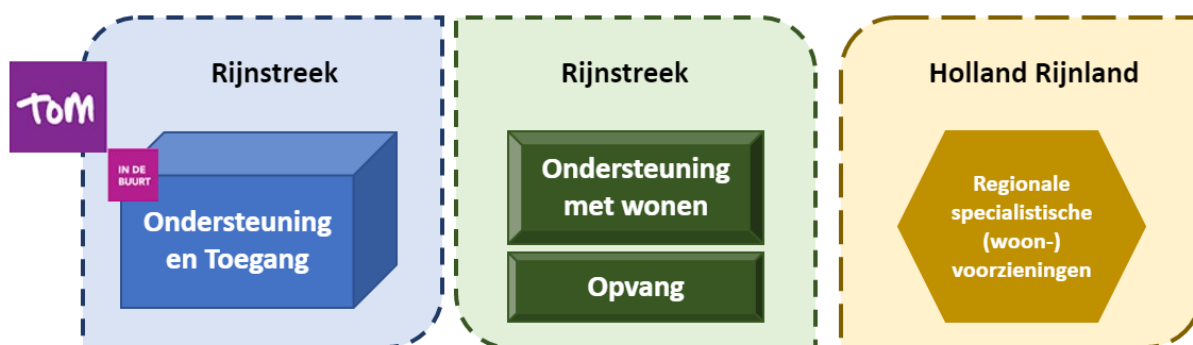 Rijnstreek
TOM
IN DE
BUURT
Ondersteuning
en Toegang
Rijnstreek
Ondersteuning
met wonen
Opvang
Holland Rijnland
Regionale
specialistische
(woon-)
voorzieningen